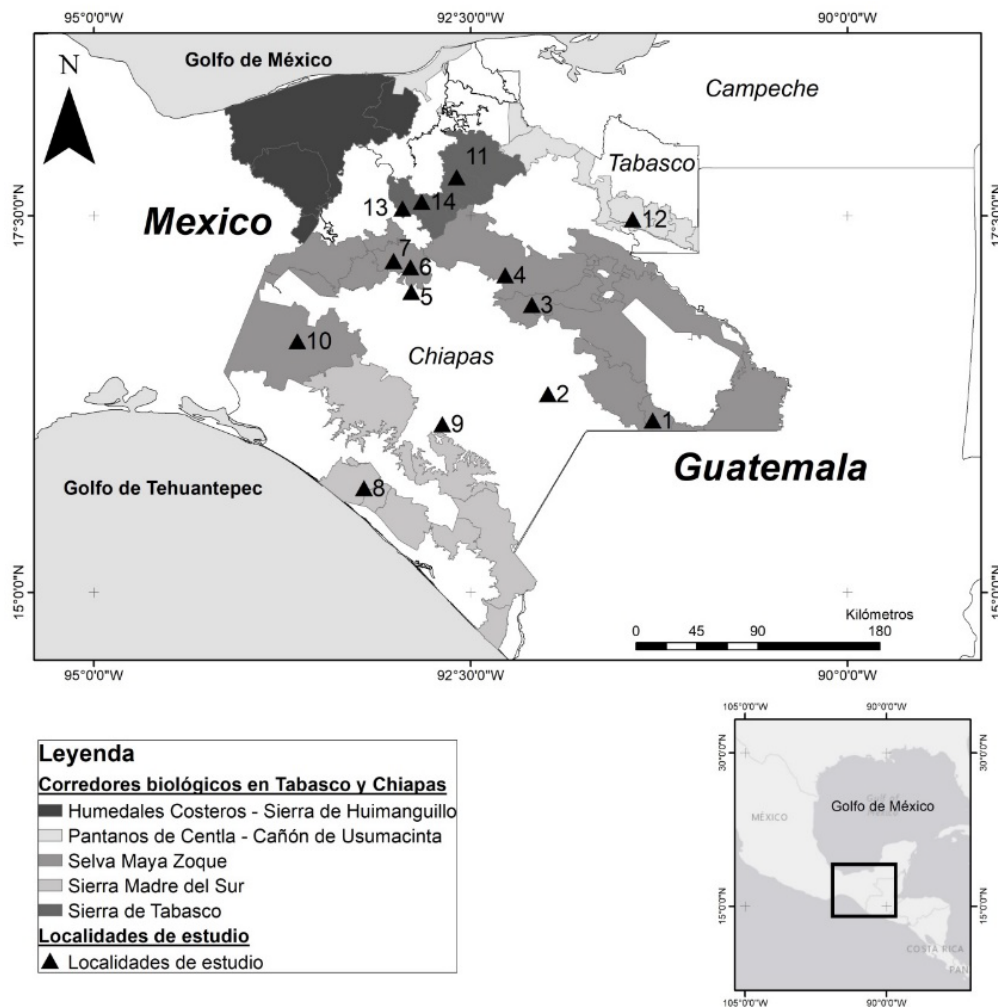 95°0'0"W
92°30'0"W
90°0'0"W
Golfo de México
N
Campeche
Tabasco
11
12
13
14
17°30'0"N
17°30'0"N
Mexico
7
6
5
4
3
10
Chiapas
2
9
1
Guatemala
8
Golfo de Tehuantepec
15°0'0"N
15°0'0"N
Kilómetros
0 45 90 180
95°0'0"W
92°30'0"W
90°0'0"W
Leyenda
Corredores biológicos en Tabasco y Chiapas
Humedales Costeros - Sierra de Huimanguillo
Pantanos de Centla - Cañón de Usumacinta
Selva Maya Zoque
Sierra Madre del Sur
Sierra de Tabasco
Localidades de estudio
Localidades de estudio
105°0'0"W
90°0'0"W
30°0'0"N
30°0'0"N
Golfo de México
MÉXICO
15°0'0"N
15°0'0"N
COSTA RICA
PAN
105°0'0"W
90°0'0"W